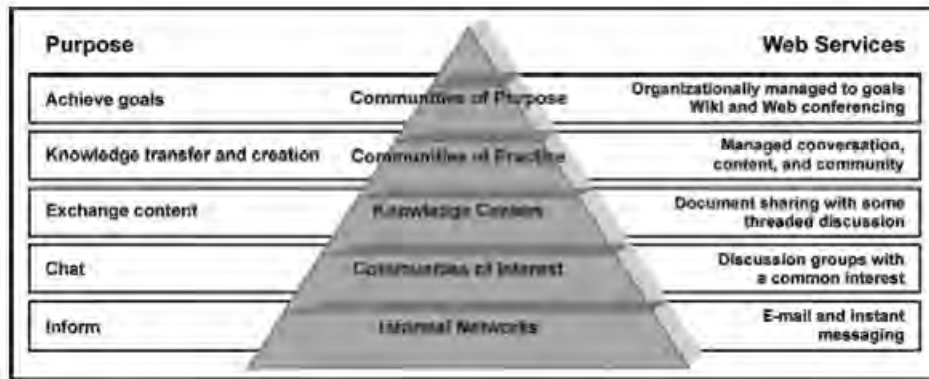 Purpose
Web Services
Achieve goals
Communities of Purpose
Organizationally managed to goals
Wiki and Web conferencing
Knowledge transfer and creation
Communities of Practice
Managed conversation,
content, and community
Exchange content
Knowledge Centers
Document sharing with some
threaded discussion
Chat
Communities of Interest
Discussion groups with
a common interest
Inform
Informal Networks
E-mail and instant
messaging